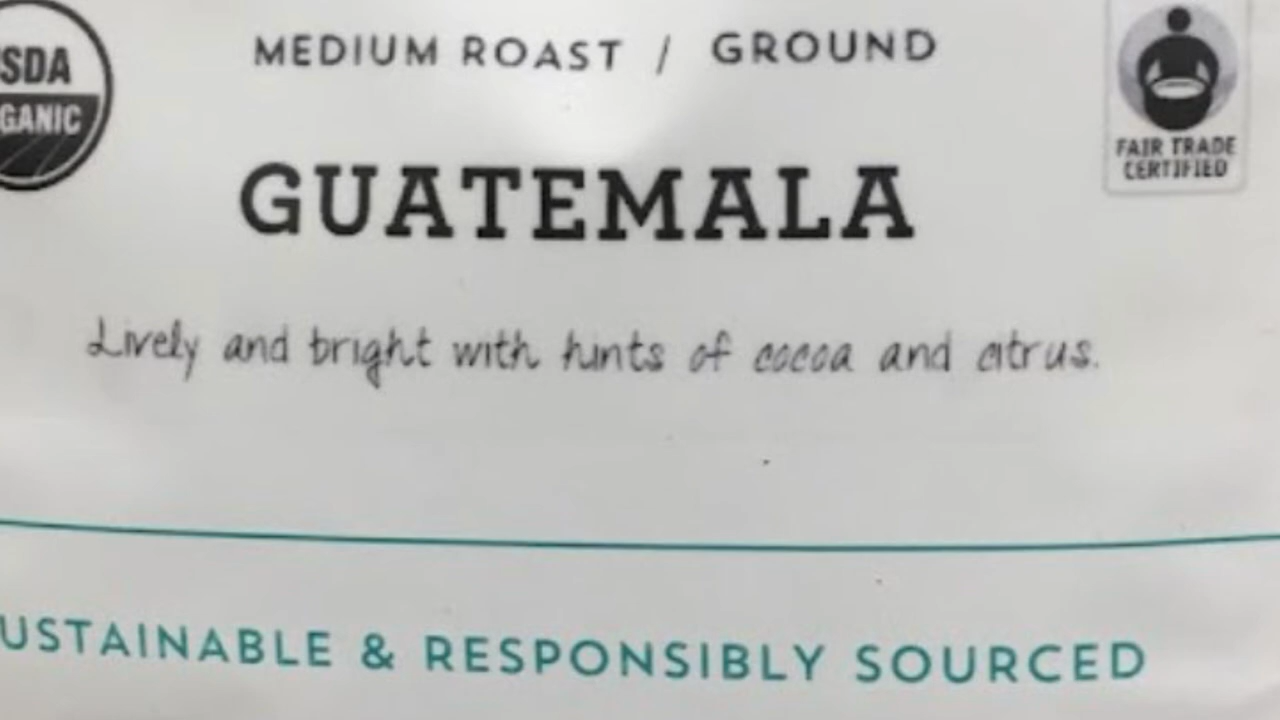 MEDIUM ROAST / GROUND
SDA
GANIC
FAIR TRADE
CERTIFIED
GUATEMALA
Lively and bright with hints of cocoa and citrus.
USTAINABLE & RESPONSIBLY SOURCED